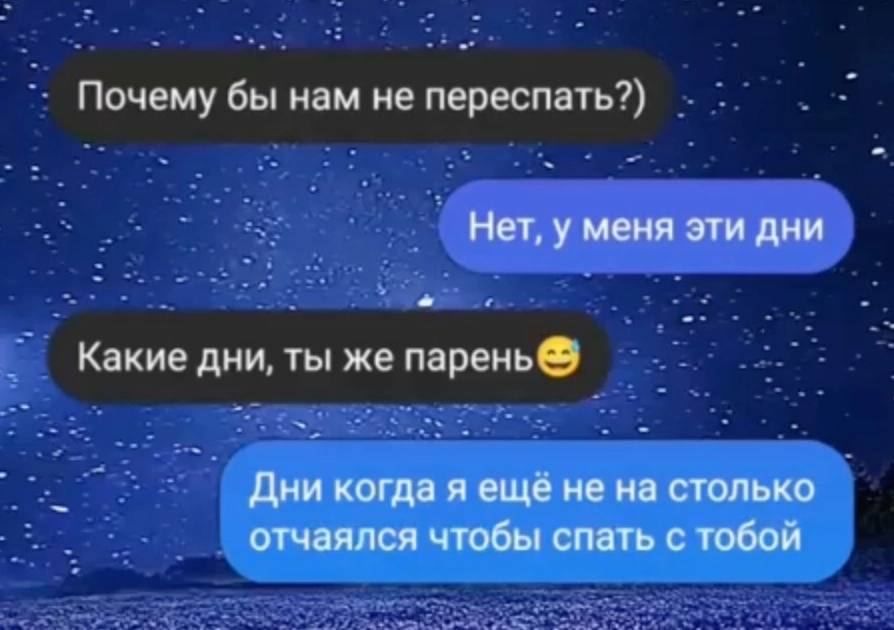 Почему бы нам не переспать?)
Нет, у меня эти дни
Какие дни, ты же парень😅
Дни когда я ещё не на столько
отчаялся чтобы спать с тобой